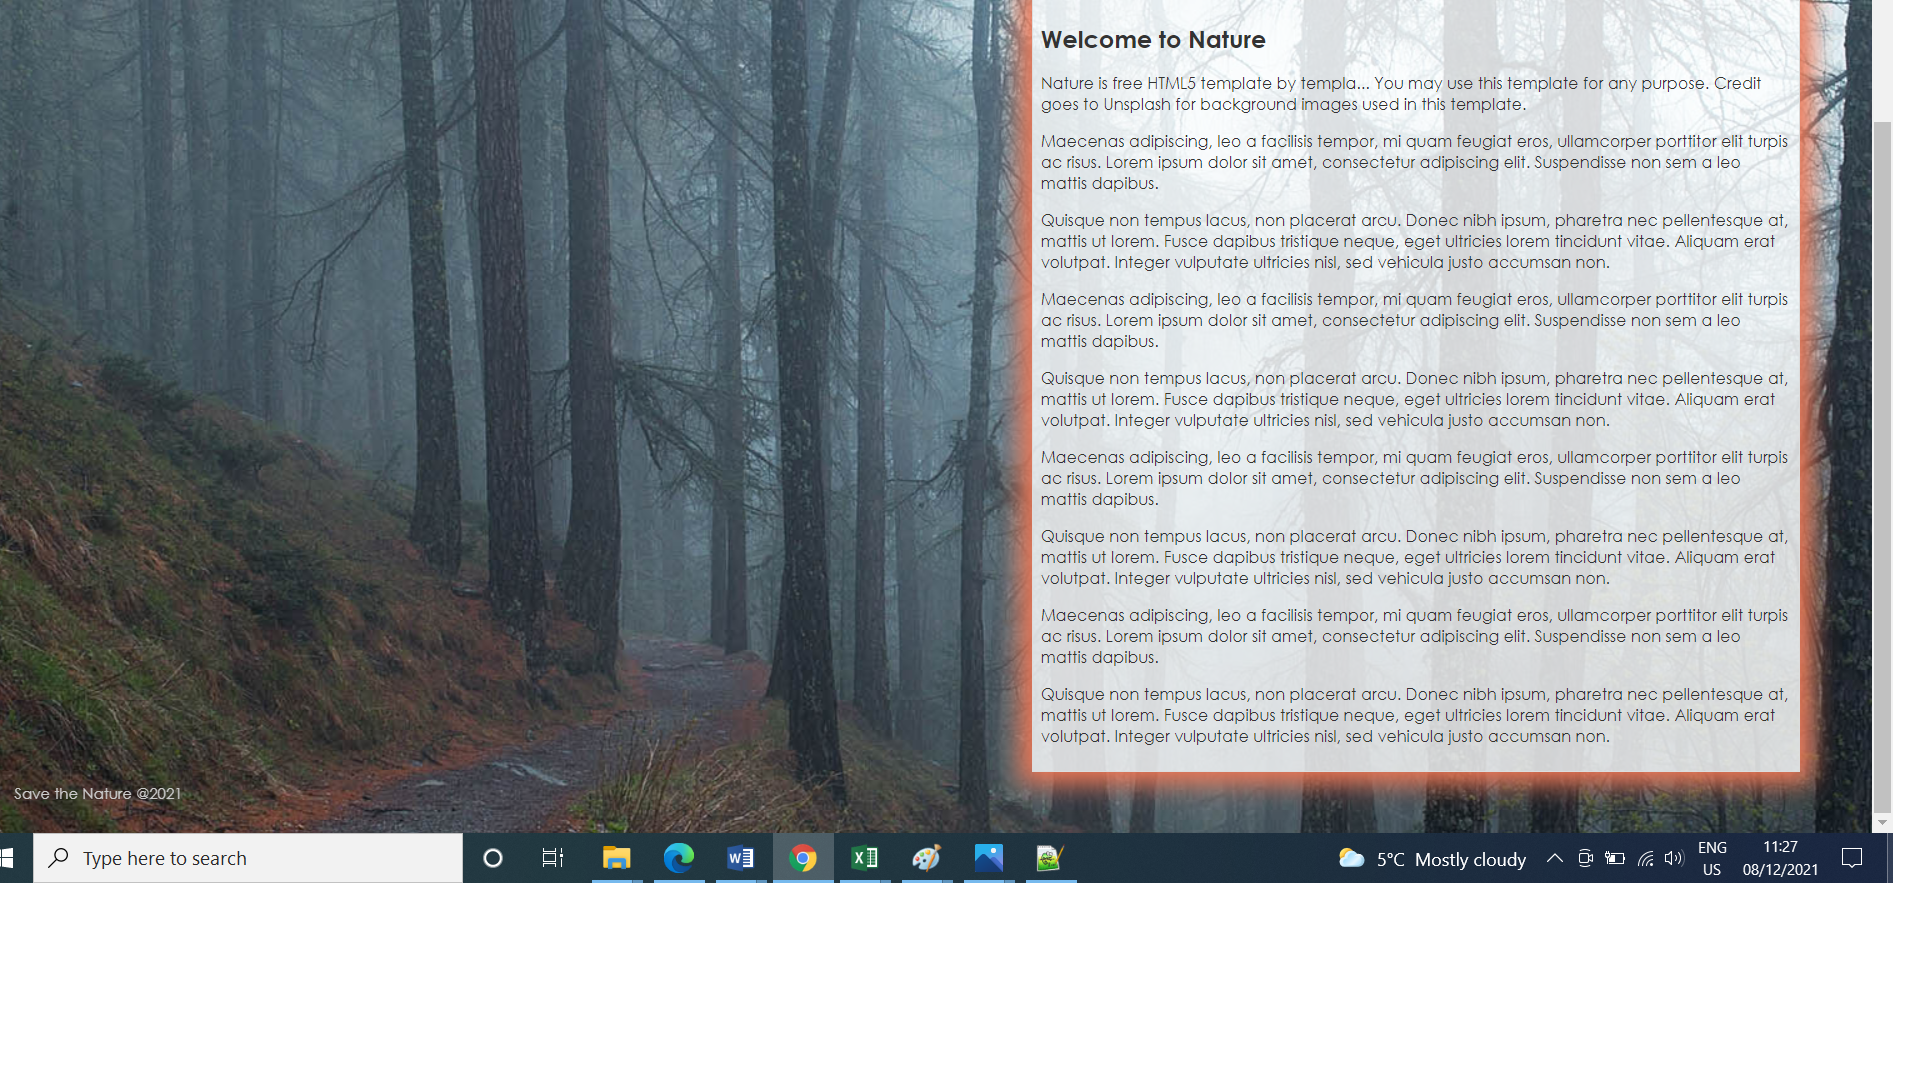 Welcome to Nature
Nature is free HTML5 template by templa... You may use this template for any purpose. Credit
goes to Unsplash for background images used in this template.
Maecenas adipiscing, leo a facilisis tempor, mi quam feugiat eros, ullamcorper porttitor elit turpis
ac risus. Lorem ipsum dolor sit amet, consectetur adipiscing elit. Suspendisse non sem a leo
mattis dapibus.
Quisque non tempus lacus, non placerat arcu. Donec nibh ipsum, pharetra nec pellentesque at,
mattis ut lorem. Fusce dapibus tristique neque, eget ultricies lorem tincidunt vitae. Aliquam erat
volutpat. Integer vulputate ultricies nisl, sed vehicula justo accumsan non.
Maecenas adipiscing, leo a facilisis tempor, mi quam feugiat eros, ullamcorper porttitor elit turpis
ac risus. Lorem ipsum dolor sit amet, consectetur adipiscing elit. Suspendisse non sem a leo
mattis dapibus.
Quisque non tempus lacus, non placerat arcu. Donec nibh ipsum, pharetra nec pellentesque at,
mattis ut lorem. Fusce dapibus tristique neque, eget ultricies lorem tincidunt vitae. Aliquam erat
volutpat. Integer vulputate ultricies nisl, sed vehicula justo accumsan non.
Maecenas adipiscing, leo a facilisis tempor, mi quam feugiat eros, ullamcorper porttitor elit turpis
ac risus. Lorem ipsum dolor sit amet, consectetur adipiscing elit. Suspendisse non sem a leo
mattis dapibus.
Quisque non tempus lacus, non placerat arcu. Donec nibh ipsum, pharetra nec pellentesque at,
mattis ut lorem. Fusce dapibus tristique neque, eget ultricies lorem tincidunt vitae. Aliquam erat
volutpat. Integer vulputate ultricies nisl, sed vehicula justo accumsan non.
Maecenas adipiscing, leo a facilisis tempor, mi quam feugiat eros, ullamcorper porttitor elit turpis
ac risus. Lorem ipsum dolor sit amet, consectetur adipiscing elit. Suspendisse non sem a leo
mattis dapibus.
Quisque non tempus lacus, non placerat arcu. Donec nibh ipsum, pharetra nec pellentesque at,
mattis ut lorem. Fusce dapibus tristique neque, eget ultricies lorem tincidunt vitae. Aliquam erat
volutpat. Integer vulputate ultricies nisl, sed vehicula justo accumsan non.
Save the Nature @2021
Type here to search
5°C Mostly cloudy
ENG
US
11:27
08/12/2021